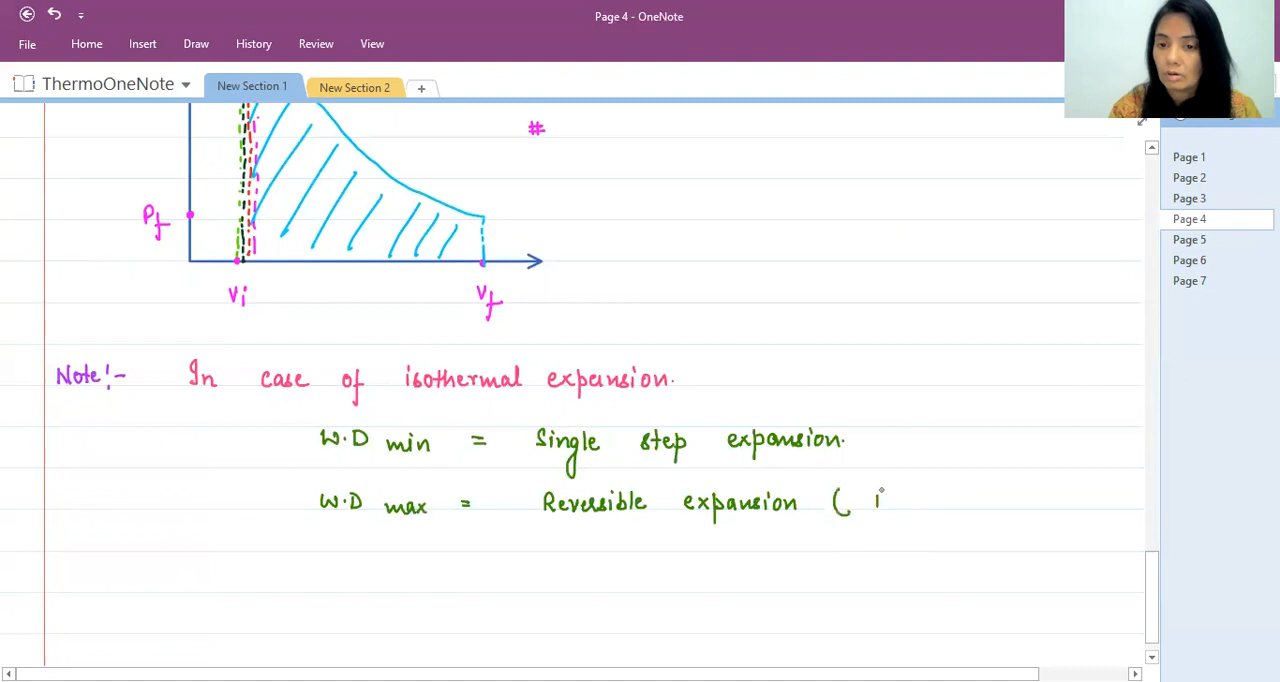 Page 4 - OneNote
File Home Insert Draw History Review View
ThermoOneNote New Section 1 New Section 2 +
Page 1
Page 2
Page 3
Page 4
Page 5
Page 6
Page 7
#
Pf
Vi Vf
Note!- In case of isothermal expansion.
W.D min = Single step expansion.
W.D max = Reversible expansion ( i